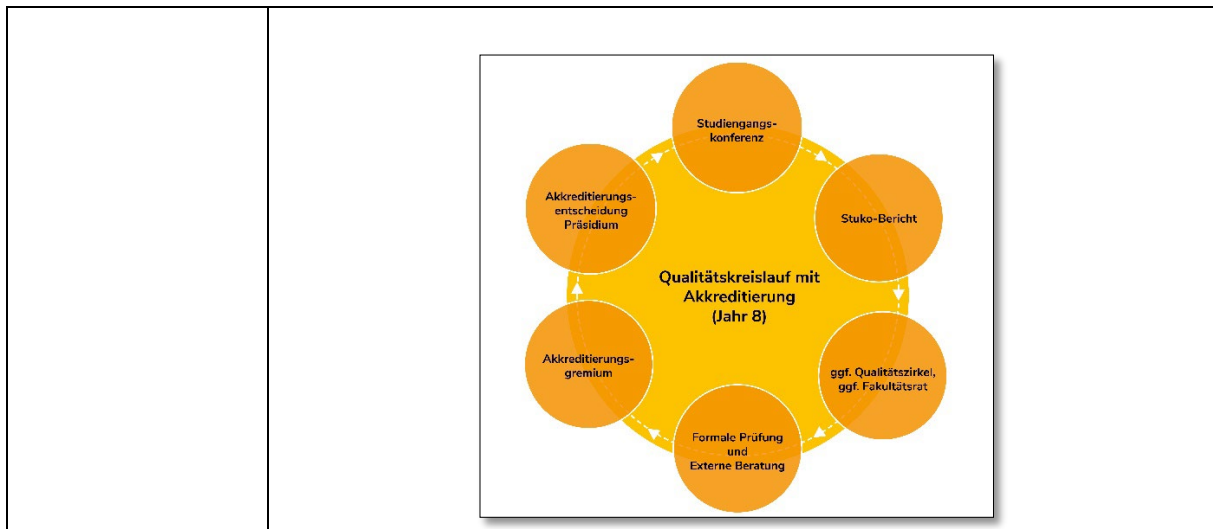 Studiengangs-
konferenz
Akkreditierungs-
entscheidung
Präsidium
Stuko-Bericht
Qualitätskreislauf mit
Akkreditierung
(Jahr 8)
Akkreditierungs-
gremium
ggf. Qualitätszirkel,
ggf. Fakultätsrat
Formale Prüfung
und
Externe Beratung